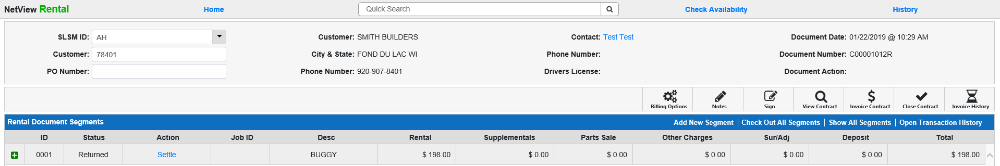 NetView Rental Home Quick Search Check Availability History
SLSM ID: AH Customer: SMITH BUILDERS Contact: Test Test Document Date: 01/22/2019 @ 10:29 AM
Customer: 78401 City & State: FOND DU LAC WI Phone Number: Document Number: C00001012R
PO Number: Phone Number: 920-907-8401 Drivers License: Document Action:
Billing Options Notes Sign View Contract Invoice Contract Close Contract Invoice History
Rental Document Segments Add New Segment | Check Out All Segments | Show All Segments | Open Transaction History
ID Status Action Job ID Desc Rental Supplementals Parts Sale Other Charges Sur/Adj Deposit Total
0001 Returned Settle BUGGY $ 198.00 $ 0.00 $ 0.00 $ 0.00 $ 0.00 $ 0.00 $ 198.00